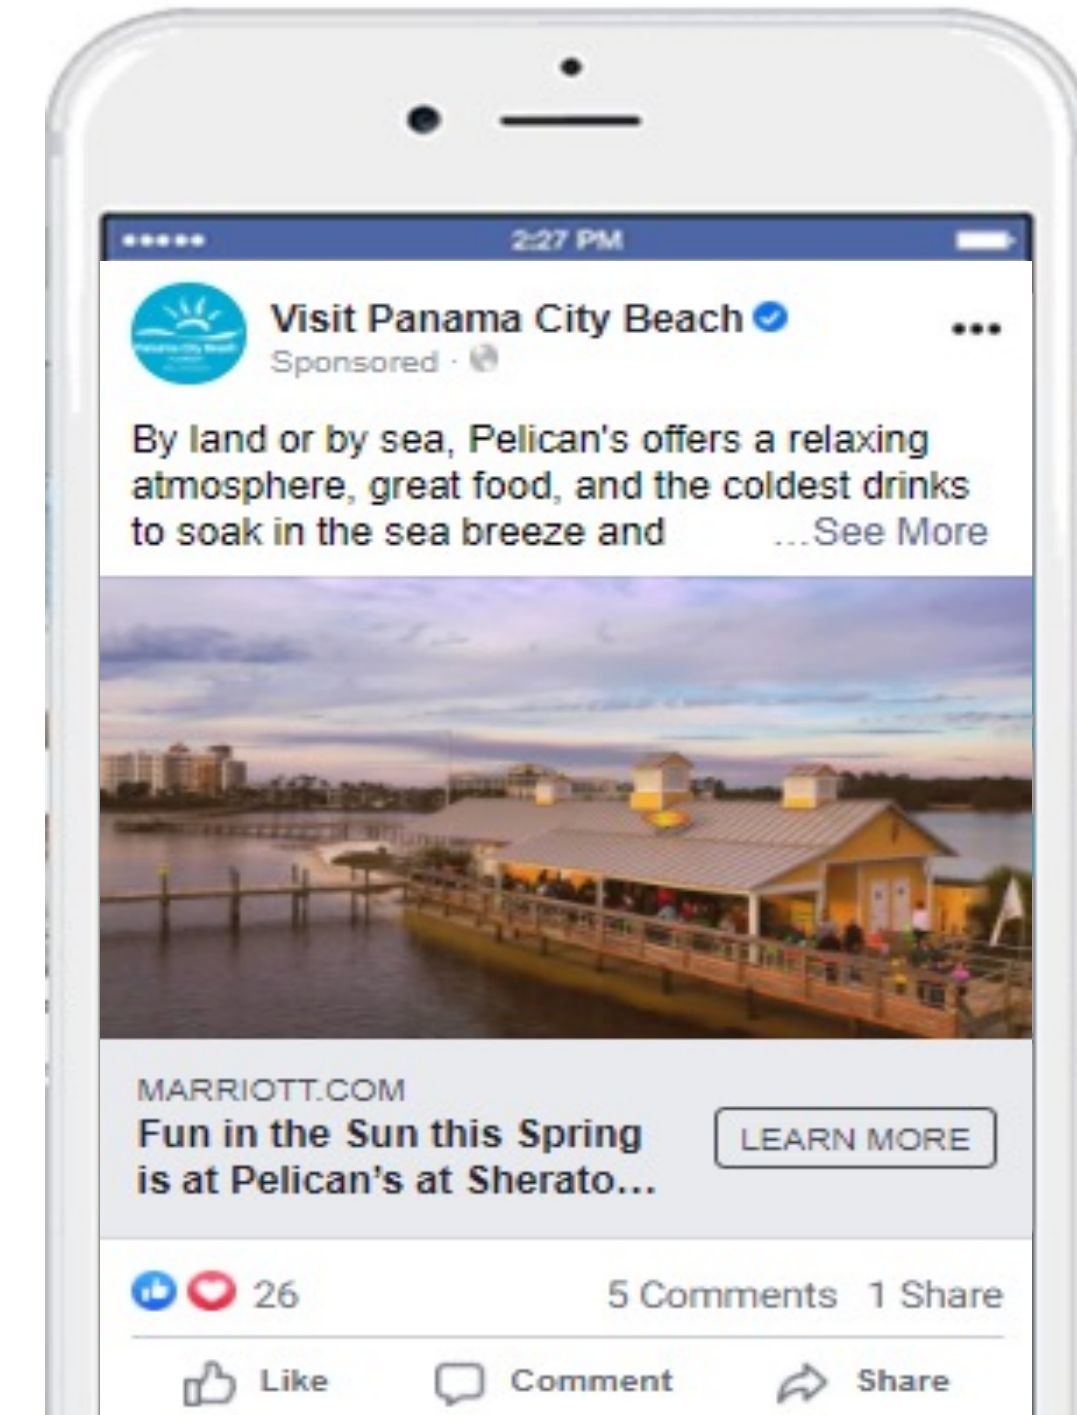 2:27 PM
Visit Panama City Beach
Sponsored ·
By land or by sea, Pelican's offers a relaxing
atmosphere, great food, and the coldest drinks
to soak in the sea breeze and ...See More
MARRIOTT.COM
Fun in the Sun this Spring
is at Pelican's at Sherato...
LEARN MORE
26 5 Comments 1 Share
Like Comment Share